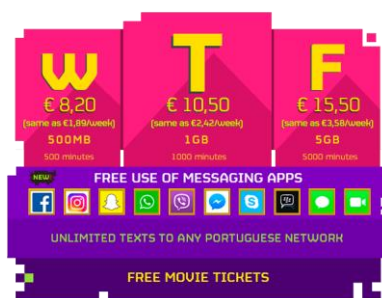 W T F
€ 8,20 € 10,50 € 15,50
(same as €1,89/week) (same as €2,42/week) (same as €3,58/week)
500MB 1GB 5GB
500 minutes 1000 minutes 5000 minutes
NEW! FREE USE OF MESSAGING APPS
UNLIMITED TEXTS TO ANY PORTUGUESE NETWORK
FREE MOVIE TICKETS